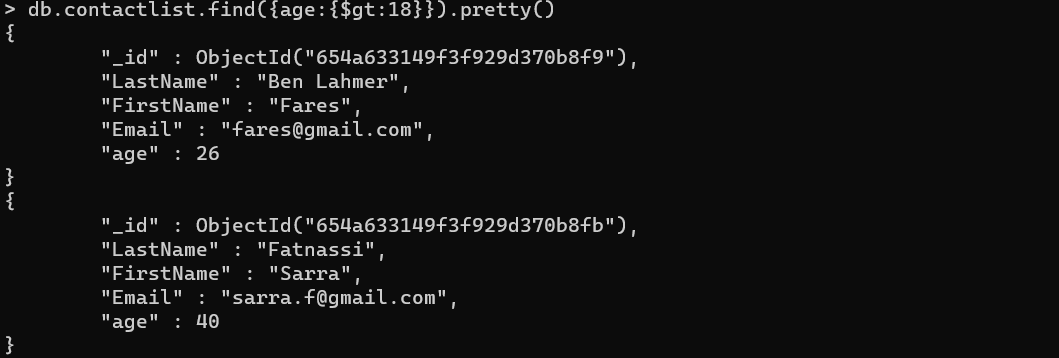 > db.contactlist.find({age:{$gt:18}}).pretty()
{
        "_id" : ObjectId("654a633149f3f929d370b8f9"),
        "LastName" : "Ben Lahmer",
        "FirstName" : "Fares",
        "Email" : "fares@gmail.com",
        "age" : 26
}
{
        "_id" : ObjectId("654a633149f3f929d370b8fb"),
        "LastName" : "Fatnassi",
        "FirstName" : "Sarra",
        "Email" : "sarra.f@gmail.com",
        "age" : 40
}